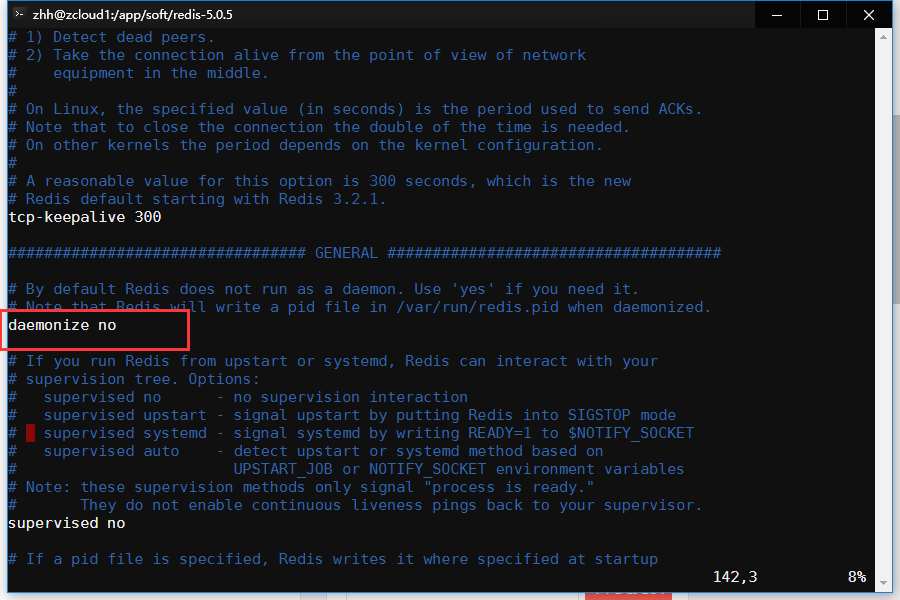 zhh@zcloud1:/app/soft/redis-5.0.5
# 1) Detect dead peers.
# 2) Take the connection alive from the point of view of network
#    equipment in the middle.
#
# On Linux, the specified value (in seconds) is the period used to send ACKs.
# Note that to close the connection the double of the time is needed.
# On other kernels the period depends on the kernel configuration.
#
# A reasonable value for this option is 300 seconds, which is the new
# Redis default starting with Redis 3.2.1.
tcp-keepalive 300
################################# GENERAL #####################################
# By default Redis does not run as a daemon. Use 'yes' if you need it.
# Note that Redis will write a pid file in /var/run/redis.pid when daemonized.
daemonize no
# If you run Redis from upstart or systemd, Redis can interact with your
# supervision tree. Options:
#   supervised no      - no supervision interaction
#   supervised upstart - signal upstart by putting Redis into SIGSTOP mode
#   supervised systemd - signal systemd by writing READY=1 to $NOTIFY_SOCKET
#   supervised auto    - detect upstart or systemd method based on
#                        UPSTART_JOB or NOTIFY_SOCKET environment variables
# Note: these supervision methods only signal "process is ready."
#       They do not enable continuous liveness pings back to your supervisor.
supervised no
# If a pid file is specified, Redis writes it where specified at startup
142,3 8%